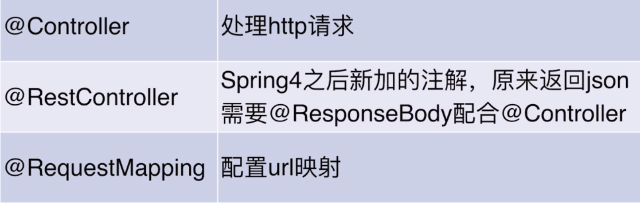 @Controller 处理http请求
Spring4之后新加的注解，原来返回json
@RestController
需要@ResponseBody配合@Controller
@RequestMapping 配置url映射